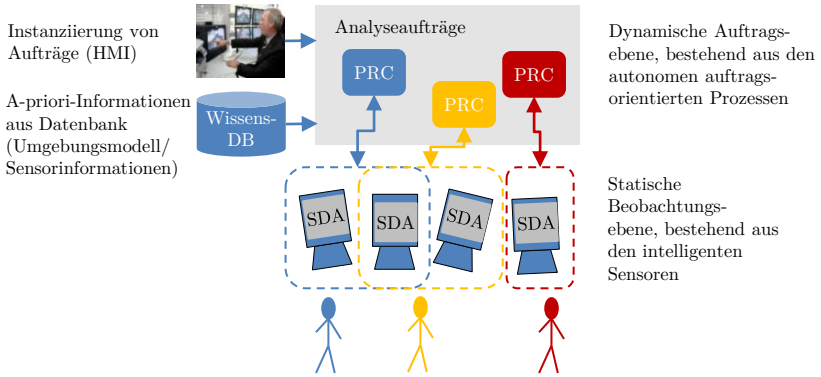 Instanziierung von
Aufträge (HMI)
A-priori-Informationen
aus Datenbank
(Umgebungsmodell/
Sensorinformationen)
Wissens-
DB
Analyseaufträge
PRC
PRC
PRC
SDA
SDA
SDA
SDA
Dynamische Auftrags-
ebene, bestehend aus den
autonomen auftrags-
orientierten Prozessen
Statische
Beobachtungs-
ebene, bestehend aus
den intelligenten
Sensoren